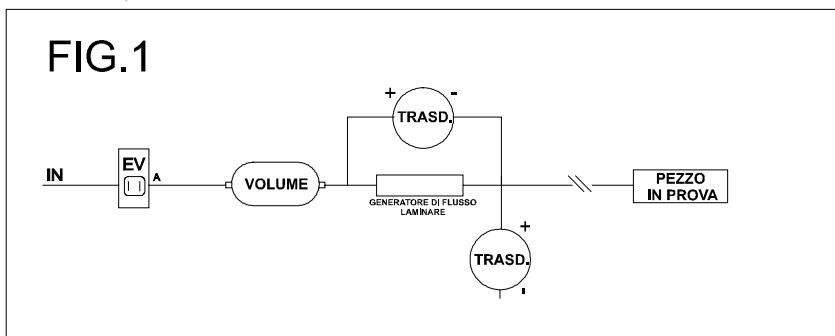 FIG.1
+ -
TRASD.
EV
IN
A
VOLUME
GENERATORE DI FLUSSO
LAMINARE
PEZZO
IN PROVA
+
TRASD.
-